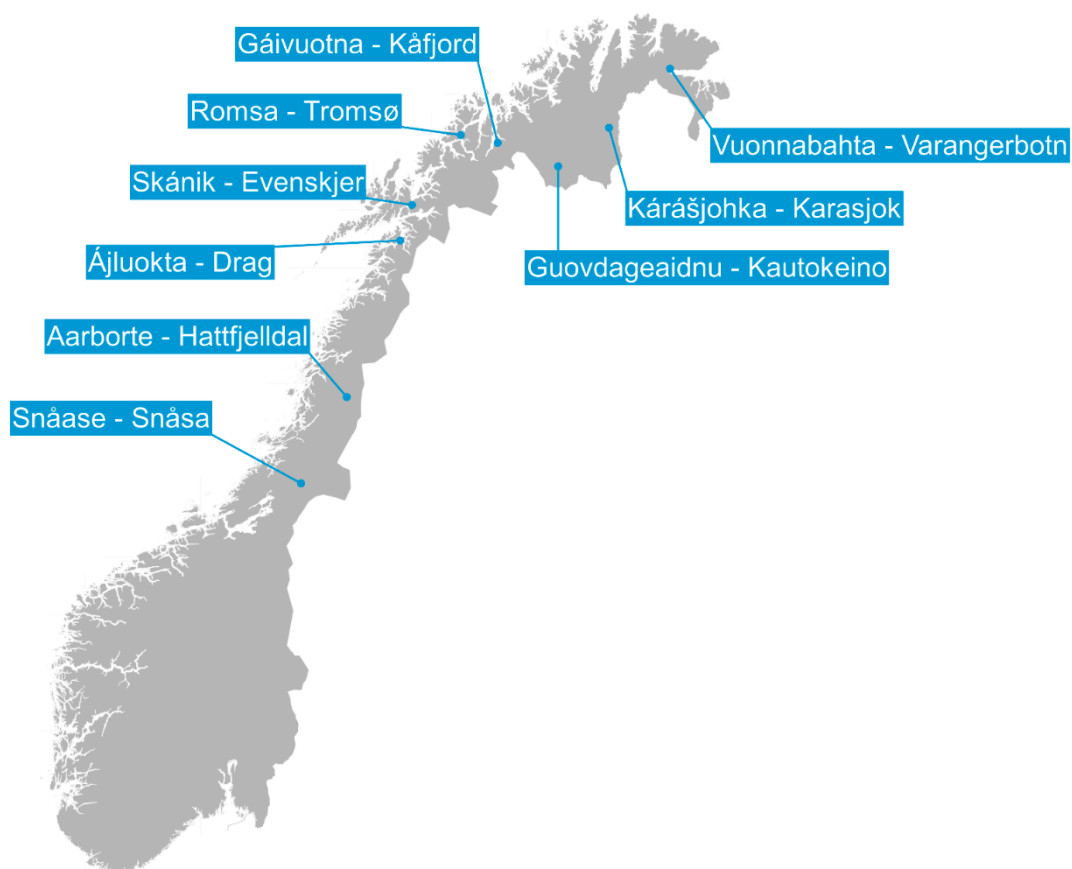 Gáivuotna - Kåfjord
Romsa - Tromsø
Vuonnabahta - Varangerbotn
Skánik - Evenskjer
Kárášjohka - Karasjok
Ájluokta - Drag
Guovdageaidnu - Kautokeino
Aarborte - Hattfjelldal
Snåase - Snåsa